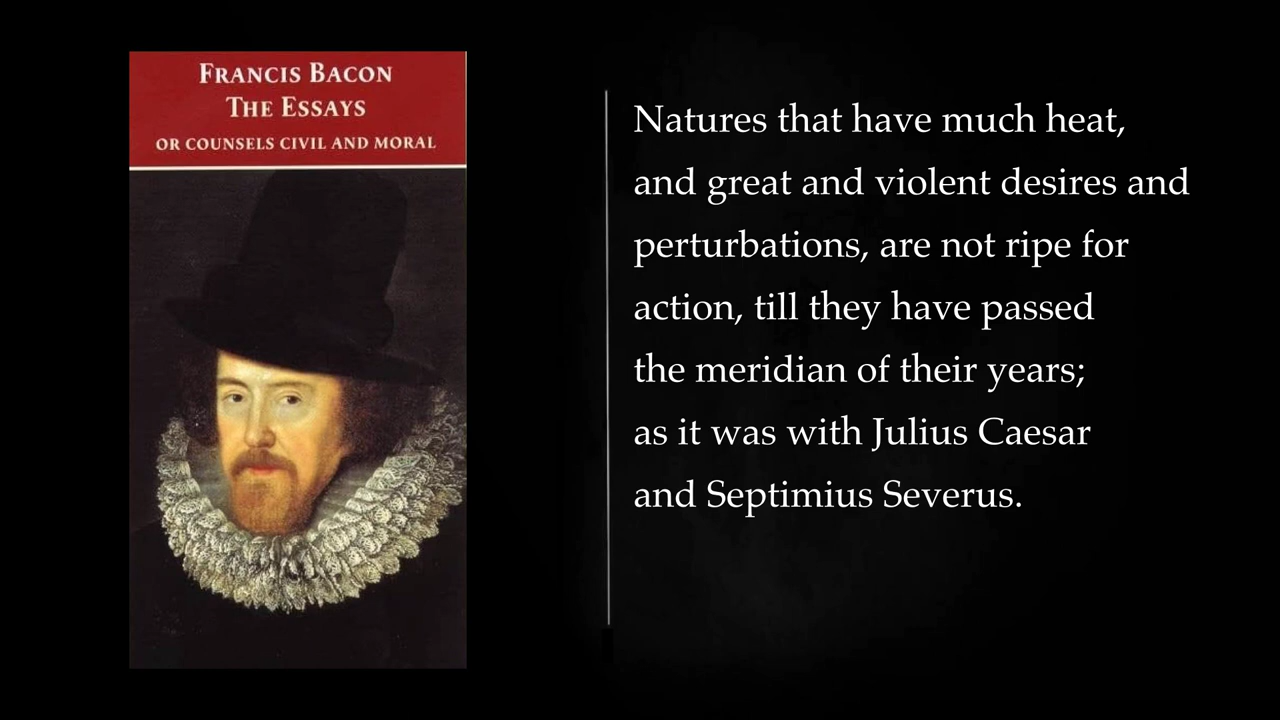 FRANCIS BACON
THE ESSAYS
OR COUNSELS CIVIL AND MORAL
Natures that have much heat,
and great and violent desires and
perturbations, are not ripe for
action, till they have passed
the meridian of their years;
as it was with Julius Caesar
and Septimius Severus.